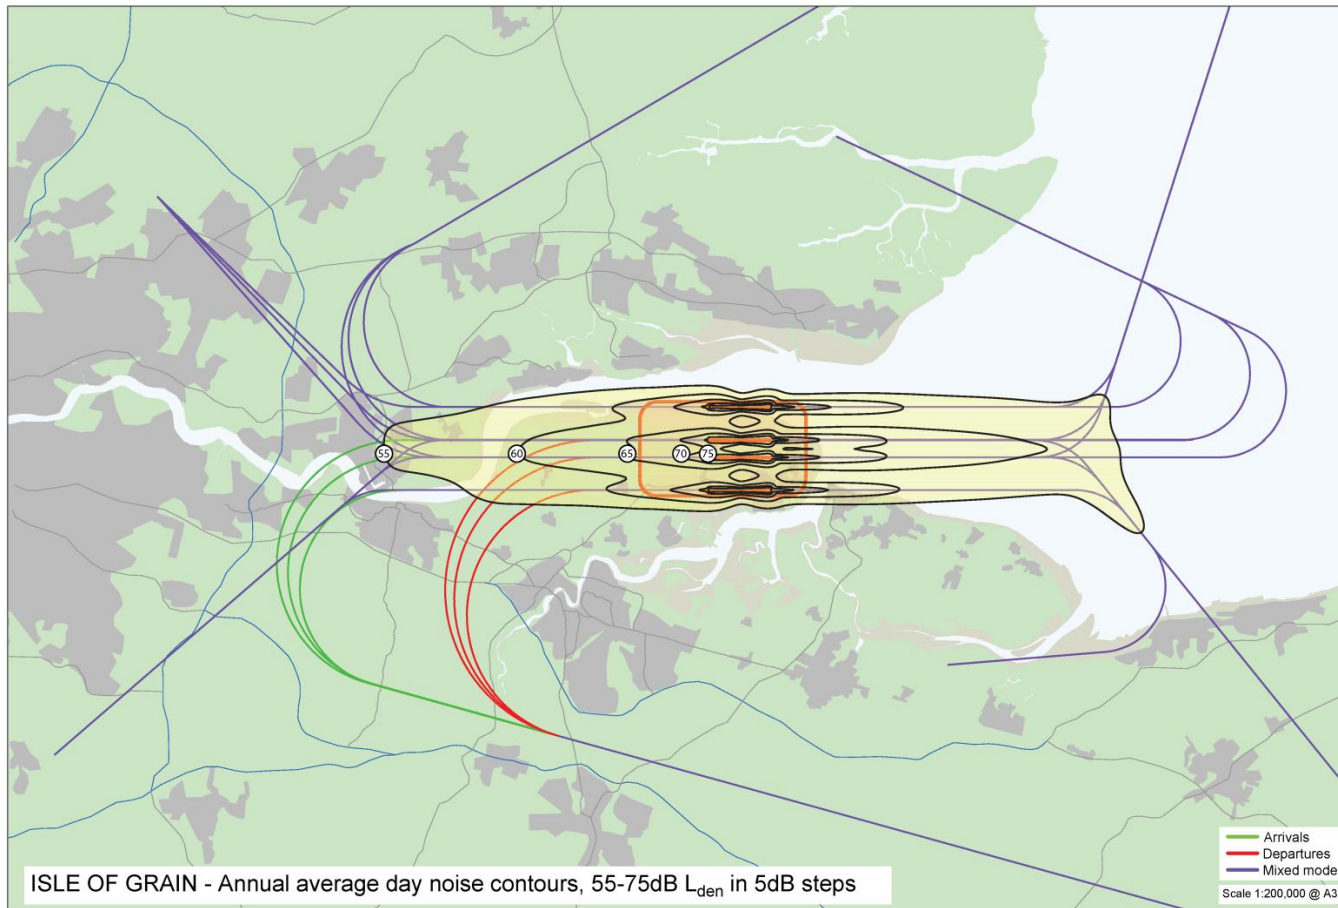 55
60
65
70
75
Arrivals
Departures
Mixed mode
Scale 1:200,000 @ A3
ISLE OF GRAIN - Annual average day noise contours, 55-75dB Lden in 5dB steps